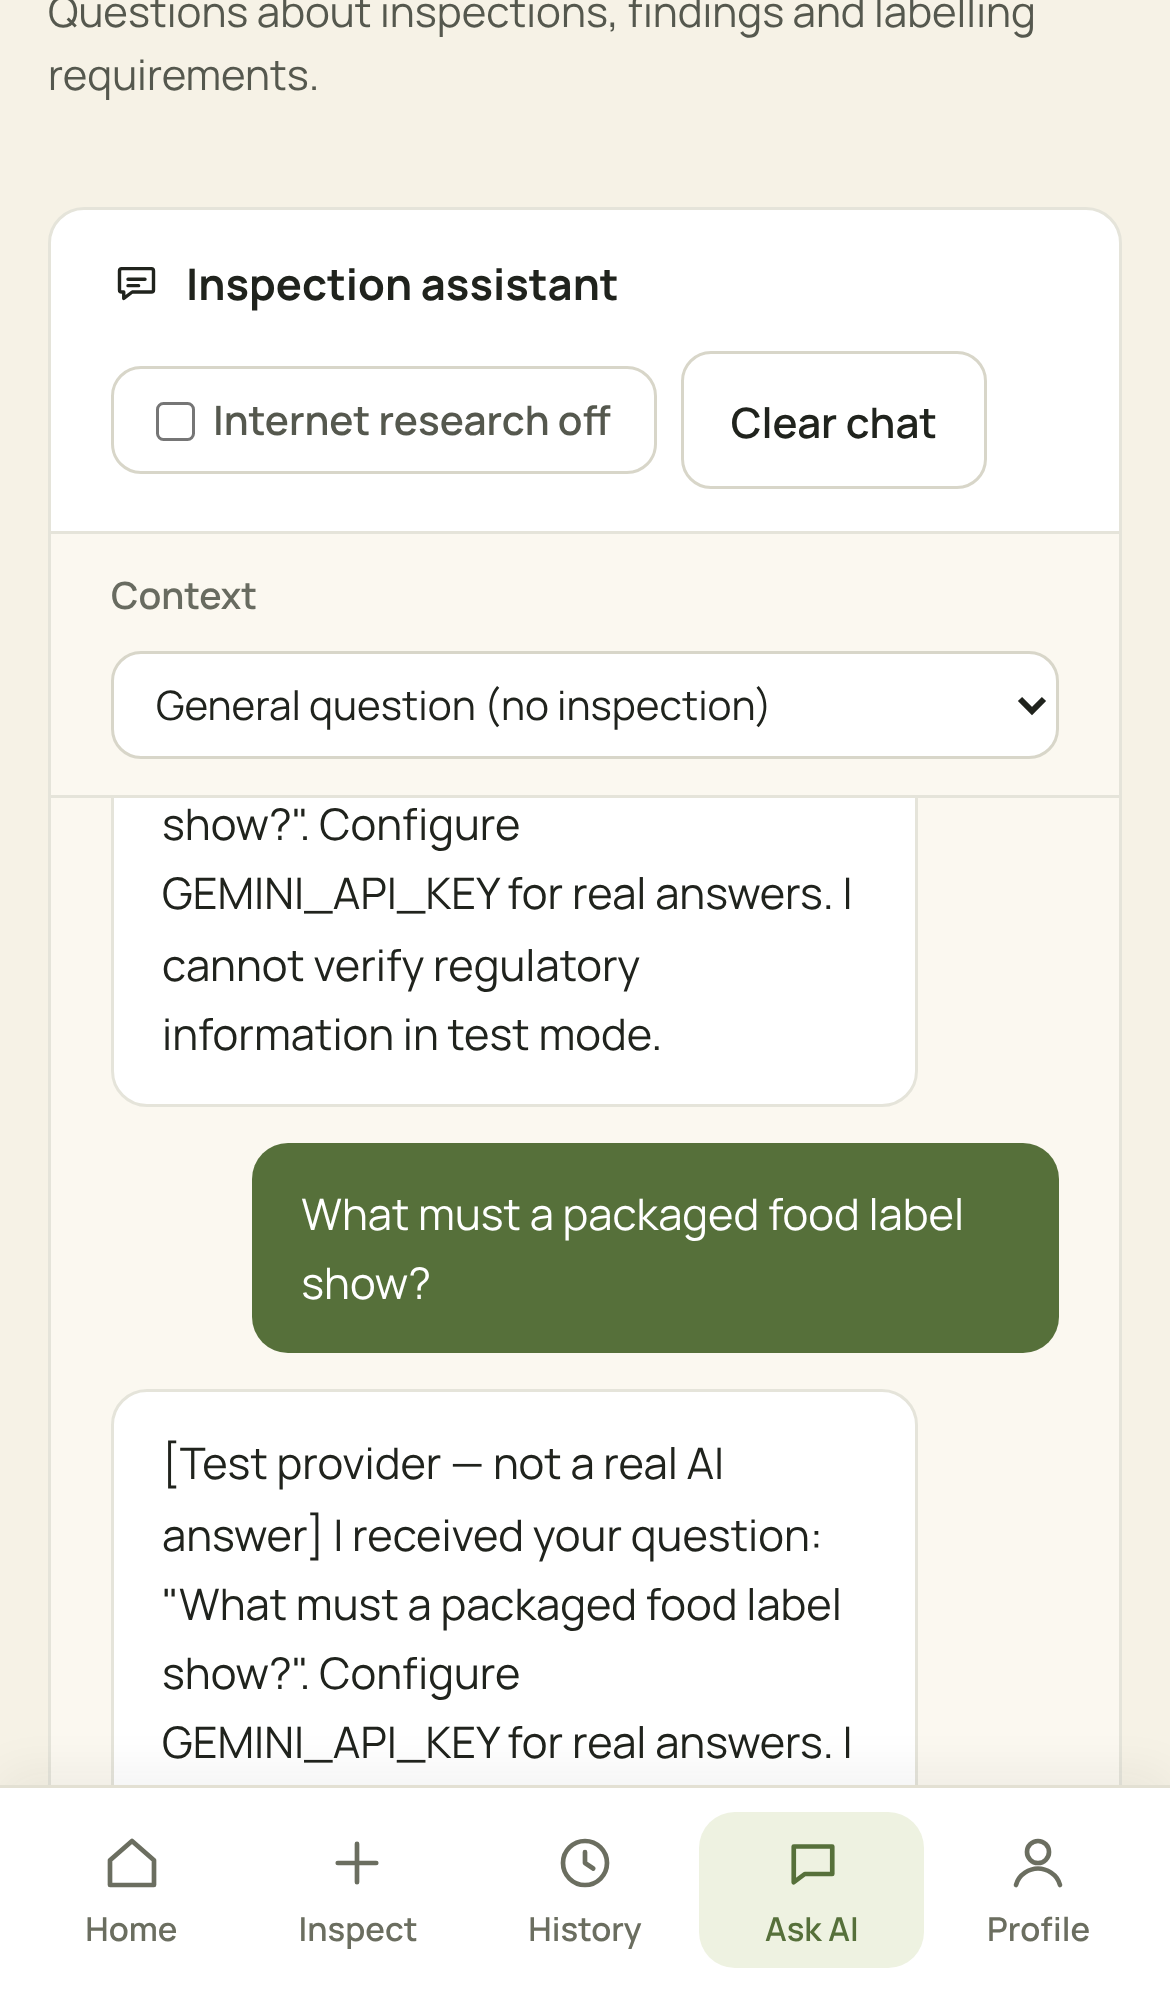 Questions about inspections, findings and labelling
requirements.
Inspection assistant
Internet research off
Clear chat
Context
General question (no inspection)
show?". Configure
GEMINI_API_KEY for real answers. I
cannot verify regulatory
information in test mode.
What must a packaged food label
show?
[Test provider — not a real AI
answer] I received your question:
"What must a packaged food label
show?". Configure
GEMINI_API_KEY for real answers. I
Home
Inspect
History
Ask AI
Profile